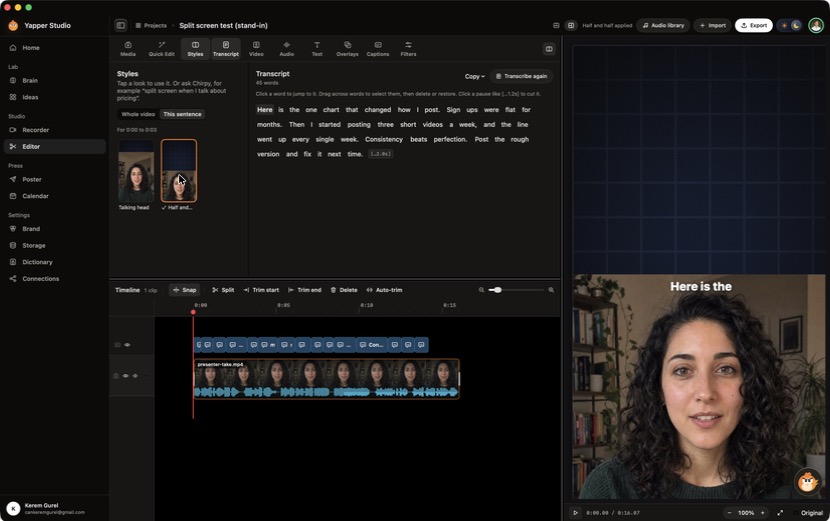 Yapper Studio
Projects › Split screen test (stand-in)
Half and half applied
Audio library
Import
Export
Home
Lab
Brain
Ideas
Studio
Recorder
Editor
Press
Poster
Calendar
Settings
Brand
Storage
Dictionary
Connections
K
Kerem Gurel
cankeremgurel@gmail.com
Media
Quick Edit
Styles
Transcript
Video
Audio
Text
Overlays
Captions
Filters
Styles
Tap a look to use it. Or ask Chirpy, for
example "split screen when I talk about
pricing".
Whole video
This sentence
For 0:00 to 0:03
Talking head
✓ Half and...
Transcript
45 words
Copy
Transcribe again
Click a word to jump to it. Drag across words to select them, then delete or restore. Click a pause like [...1.2s] to cut it.
Here is the one chart that changed how I post. Sign ups were flat for
months. Then I started posting three short videos a week, and the line
went up every single week. Consistency beats perfection. Post the rough
version and fix it next time. [...2.0s]
Timeline 1 clip
Snap
Split
Trim start
Trim end
Delete
Auto-trim
0:00 0:05 0:10 0:15
Con...
presenter-take.mp4
Here is the
0:00.00 / 0:16.07
− 100% +
Original